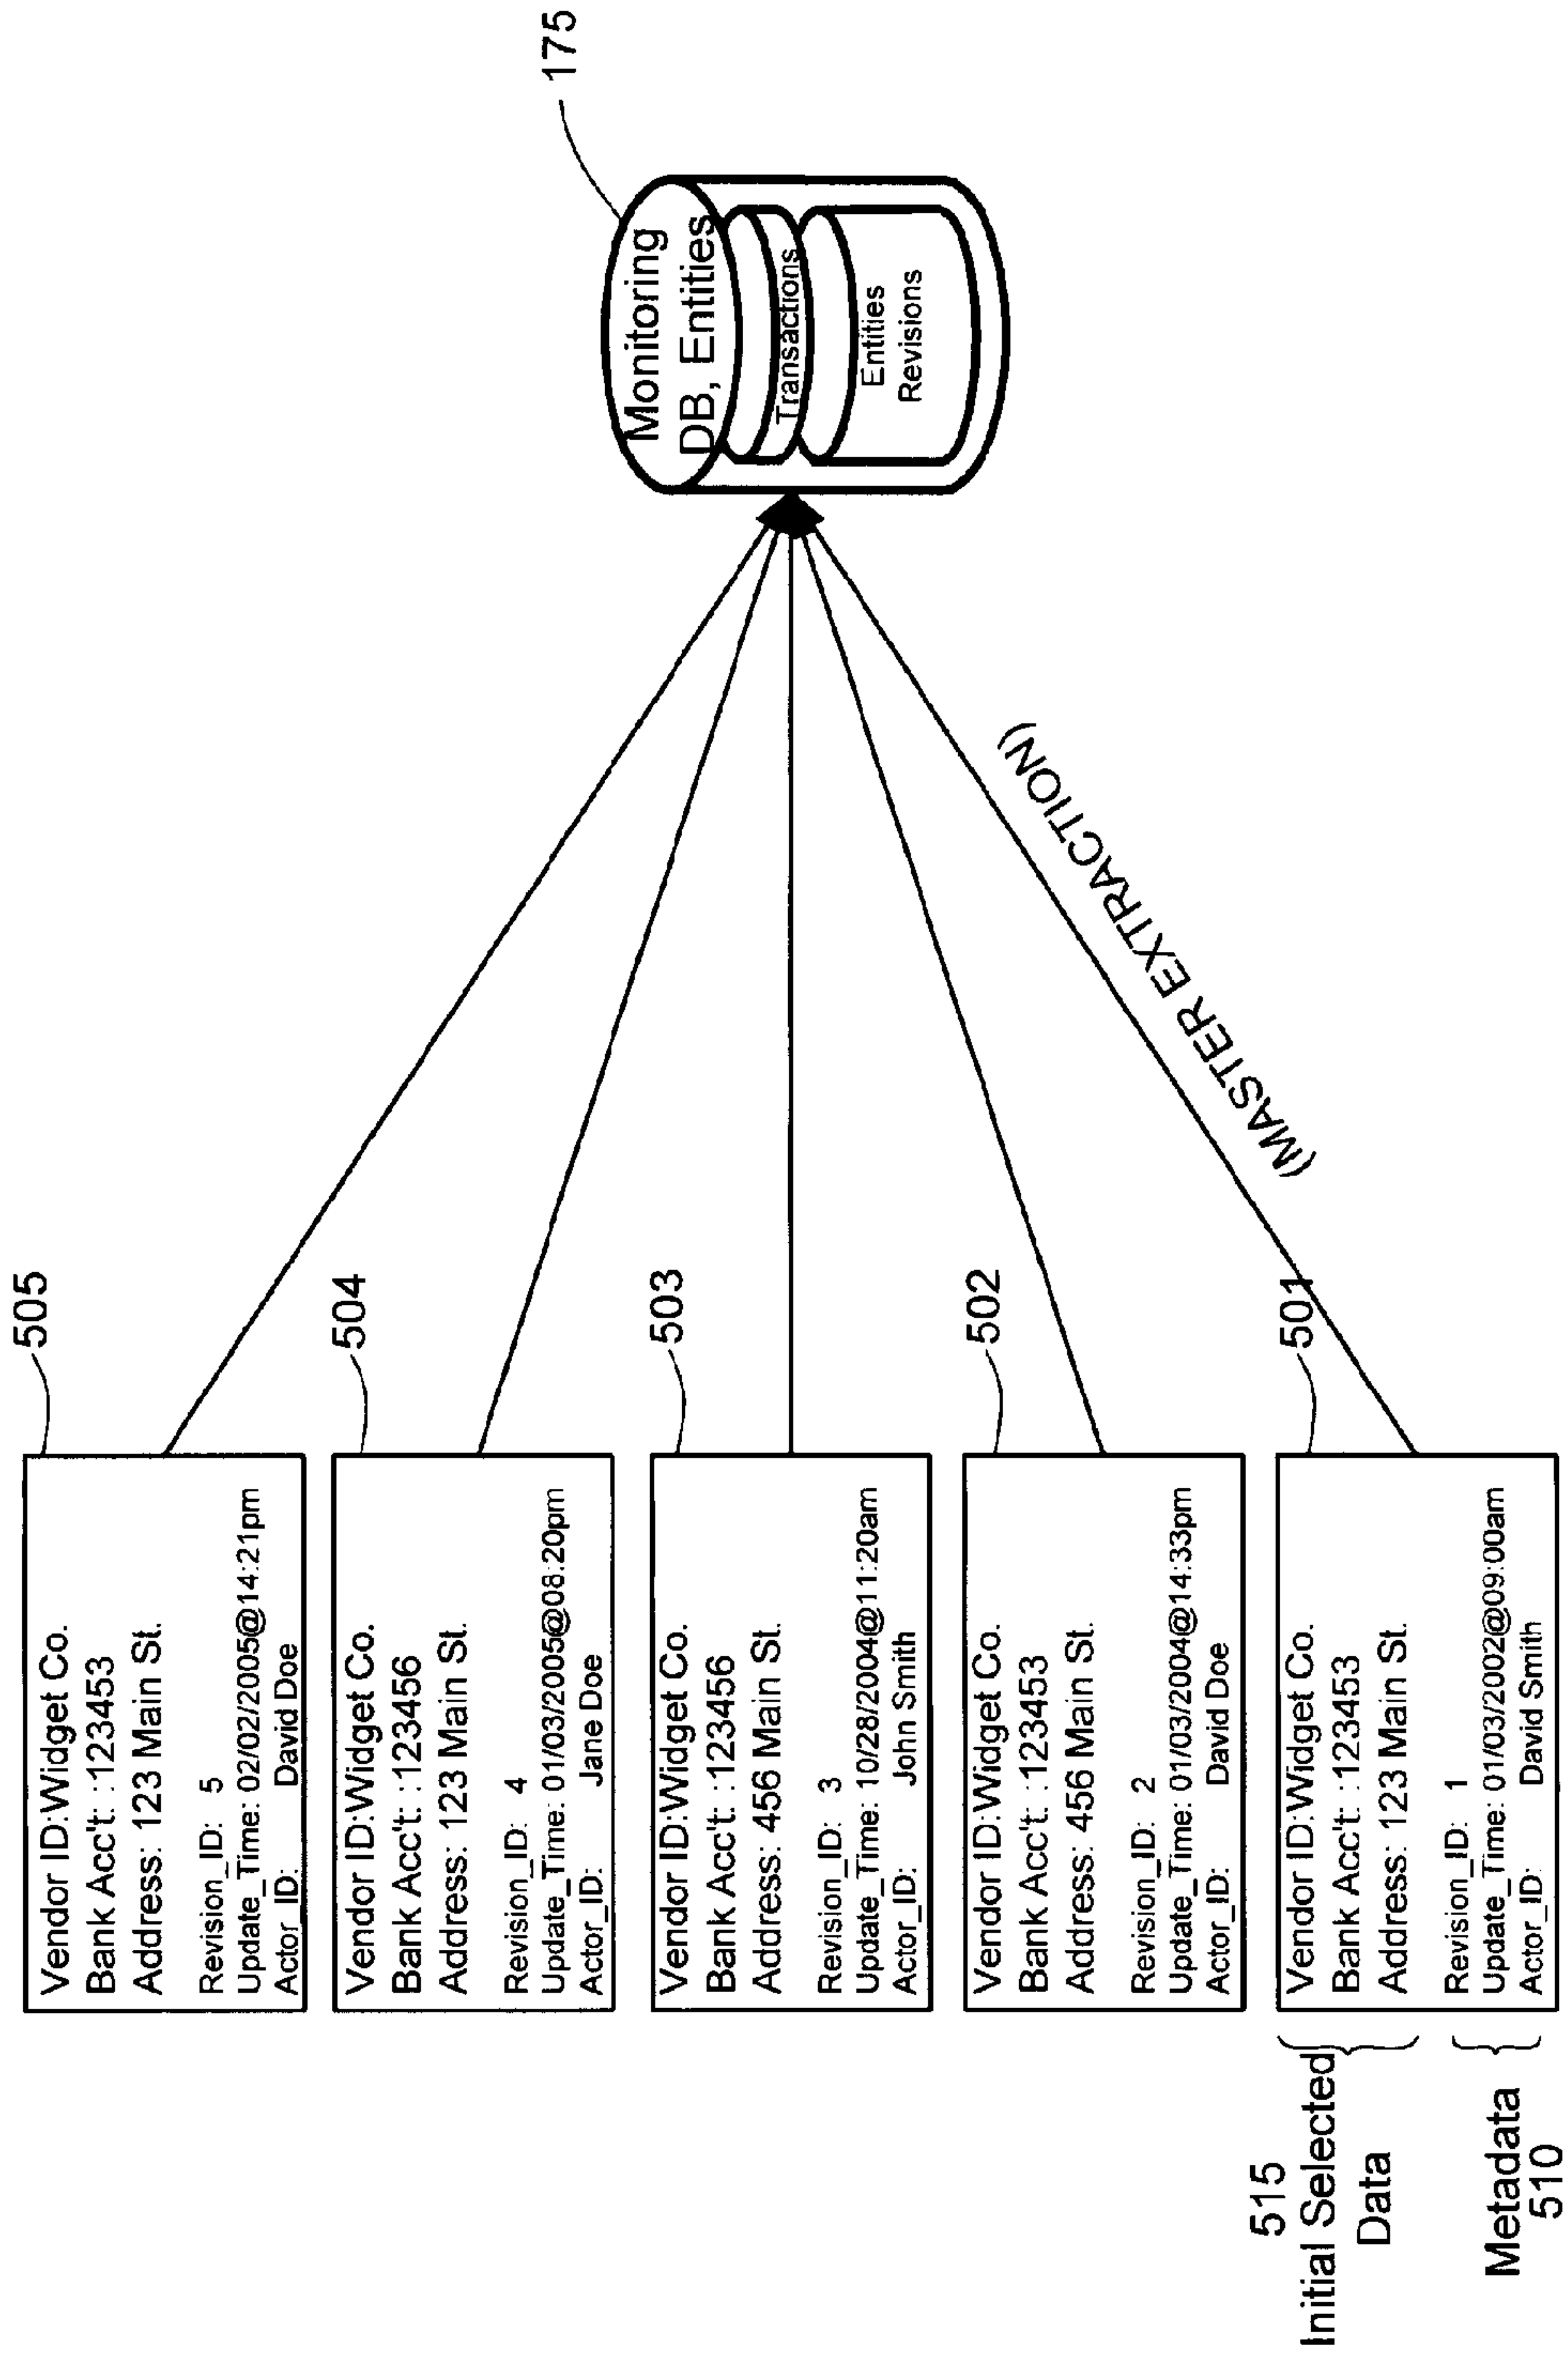 505
Vendor ID:Widget Co.
Bank Acc't: :123453
Address: 123 Main St.
Revision_ID: 5
Update_Time: 02/02/2005@14:21pm
Actor_ID: David Doe
504
Vendor ID:Widget Co.
Bank Acc't: :123456
Address: 123 Main St.
Revision_ID: 4
Update_Time: 01/03/2005@08:20pm
Actor_ID: Jane Doe
503
Vendor ID:Widget Co.
Bank Acc't: :123456
Address: 456 Main St.
Revision_ID: 3
Update_Time: 10/28/2004@11:20am
Actor_ID: John Smith
502
Vendor ID:Widget Co.
Bank Acc't: :123453
Address: 456 Main St.
Revision_ID: 2
Update_Time: 01/03/2004@14:33pm
Actor_ID: David Doe
501
Vendor ID:Widget Co.
Bank Acc't: :123453
Address: 123 Main St.
Revision_ID: 1
Update_Time: 01/03/2002@09:00am
Actor_ID: David Smith
515
Initial Selected
Data
Metadata
510
(MASTER EXTRACTION)
175
Monitoring
DB, Entities
Transactions
Entities
Revisions